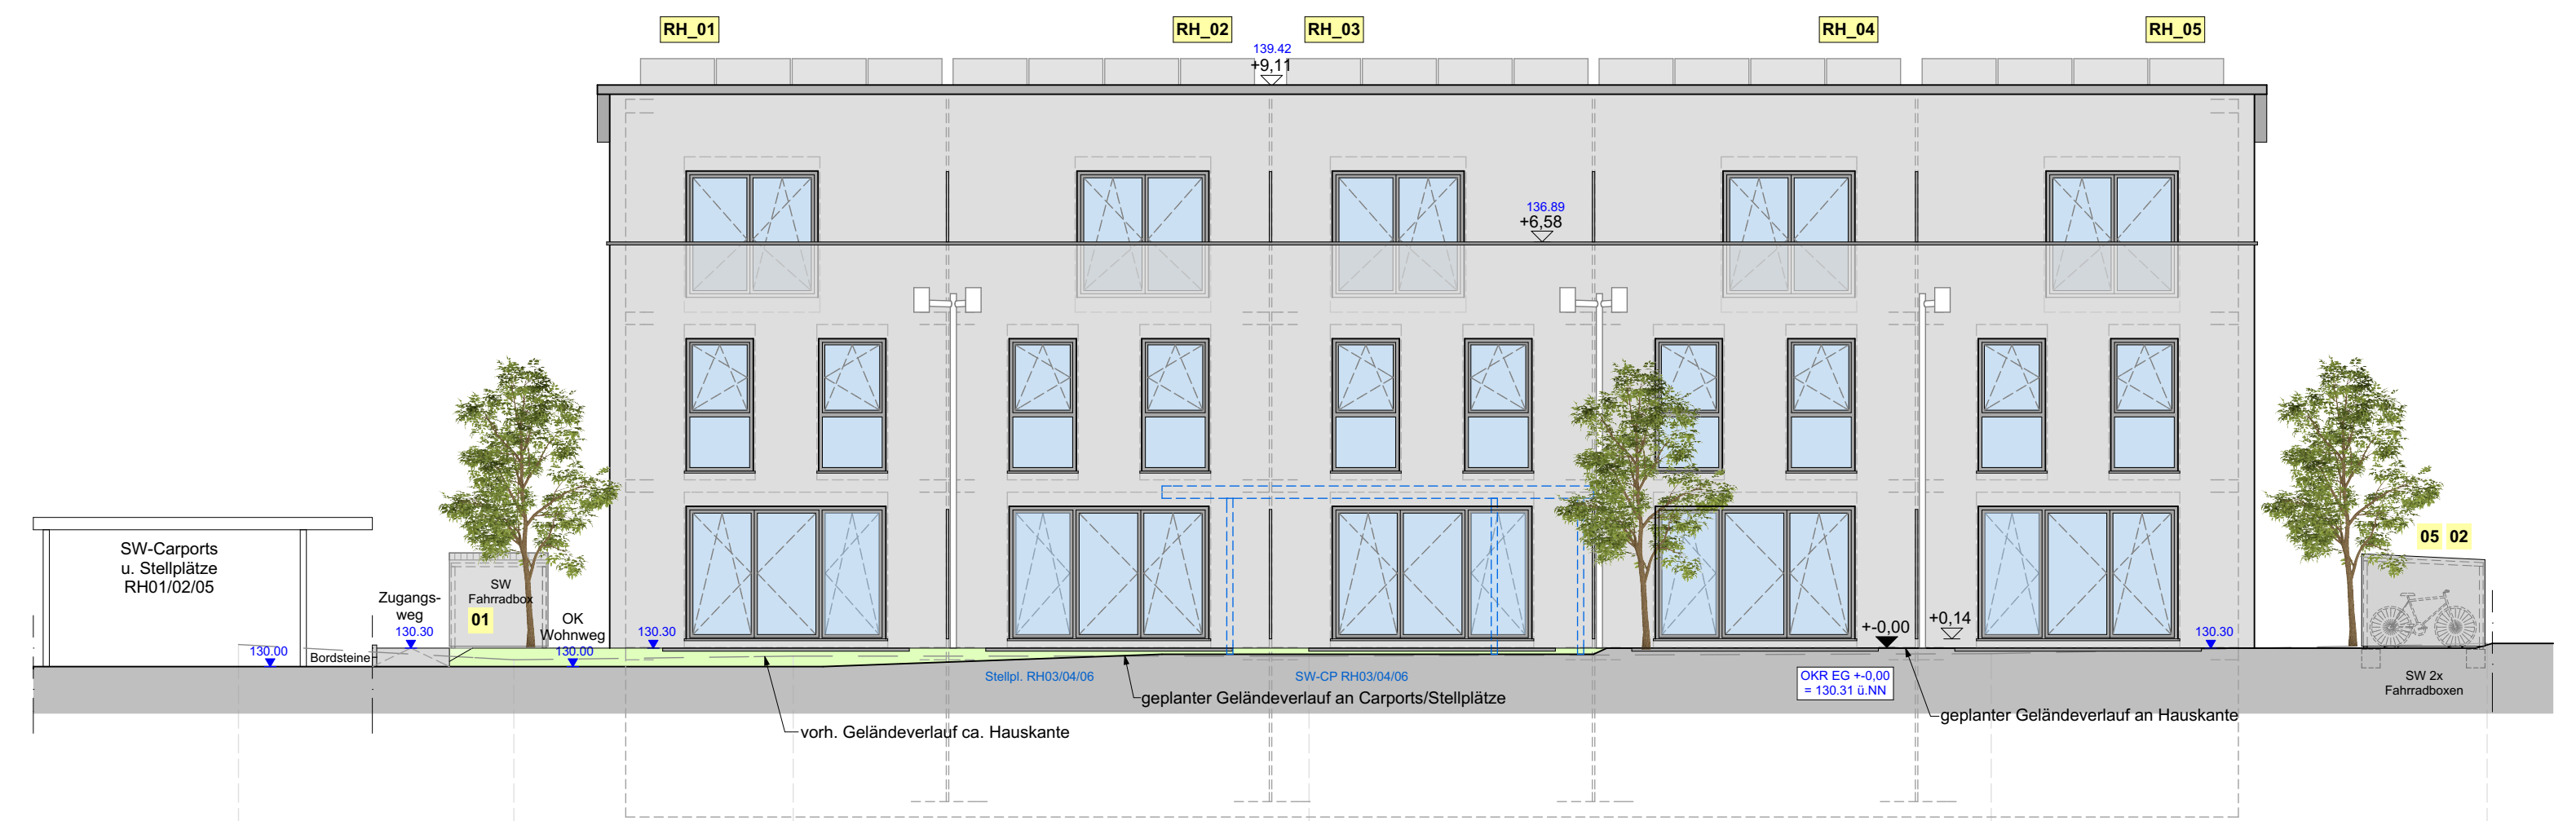 RH_01
RH_02
RH_03
RH_04
RH_05
139.42
+9,11
136.89
+6,58
SW-Carports
u. Stellplätze
RH01/02/05
Zugangs-
weg
130.30
SW
Fahrradbox
01
OK
Wohnweg
130.00
130.30
130.00
Bordsteine
+-0,00
+0,14
130.30
05 02
Stellpl. RH03/04/06
SW-CP RH03/04/06
OKR EG +-0,00
= 130.31 ü.NN
SW 2x
Fahrradboxen
geplanter Geländeverlauf an Carports/Stellplätze
geplanter Geländeverlauf an Hauskante
vorh. Geländeverlauf ca. Hauskante